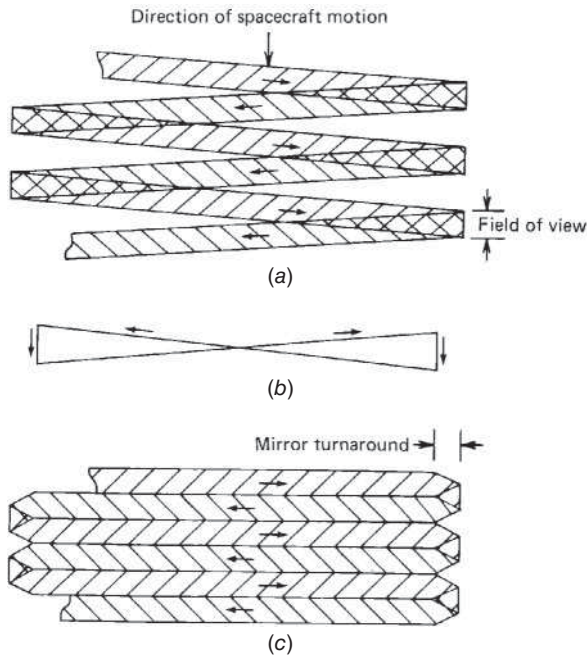 Direction of spacecraft motion
Field of view
(a)
(b)
Mirror turnaround
(c)